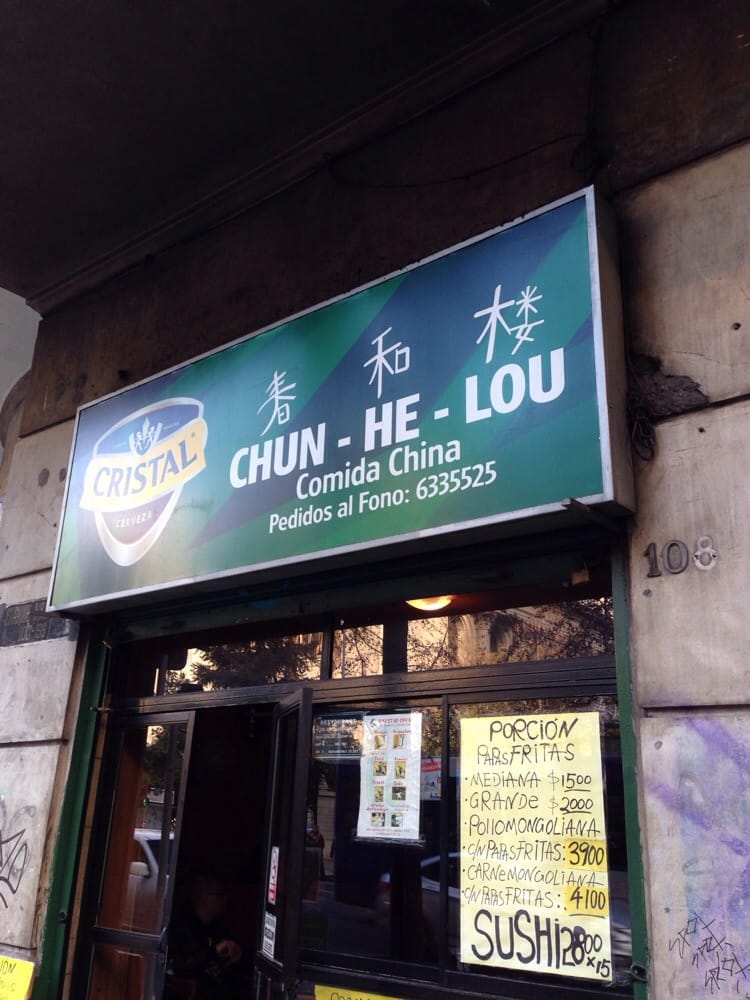 春 和 楼
CHUN - HE - LOU
Comida China
Pedidos al Fono: 6335525
CRISTAL
CERVEZA
108
PORCIÓN
PAPAS FRITAS
·MEDIANA $1500
·GRANDE $2000
·POLLO MONGOLIANA
C/N PAPAS FRITAS: 3900
·CARNE MONGOLIANA
C/N PAPAS FRITAS: 4100
SUSHI 2800 x 15